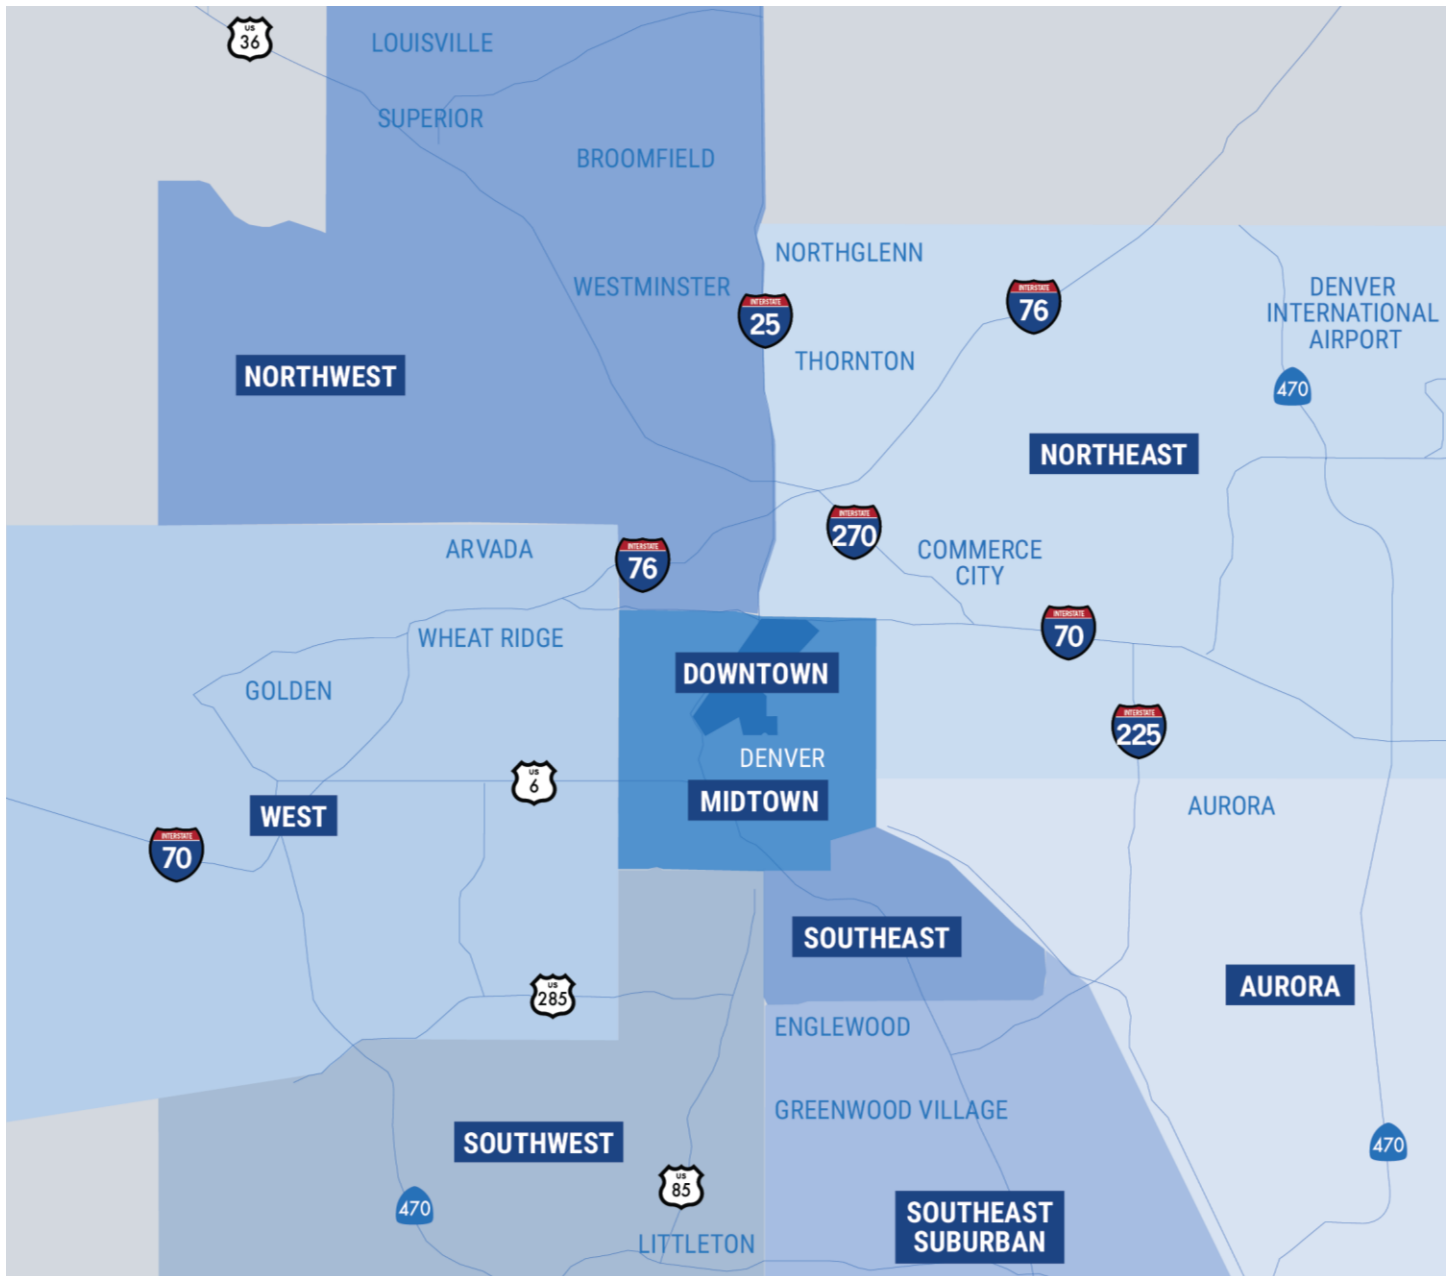 US
36
LOUISVILLE
SUPERIOR
BROOMFIELD
NORTHGLENN
WESTMINSTER
INTERSTATE
25
INTERSTATE
76
DENVER
INTERNATIONAL
AIRPORT
THORNTON
NORTHWEST
470
NORTHEAST
INTERSTATE
270
ARVADA
INTERSTATE
76
COMMERCE
CITY
INTERSTATE
70
WHEAT RIDGE
GOLDEN
DOWNTOWN
INTERSTATE
225
DENVER
US
6
MIDTOWN
WEST
AURORA
INTERSTATE
70
SOUTHEAST
US
285
AURORA
ENGLEWOOD
GREENWOOD VILLAGE
SOUTHWEST
470
US
85
470
SOUTHEAST
SUBURBAN
LITTLETON